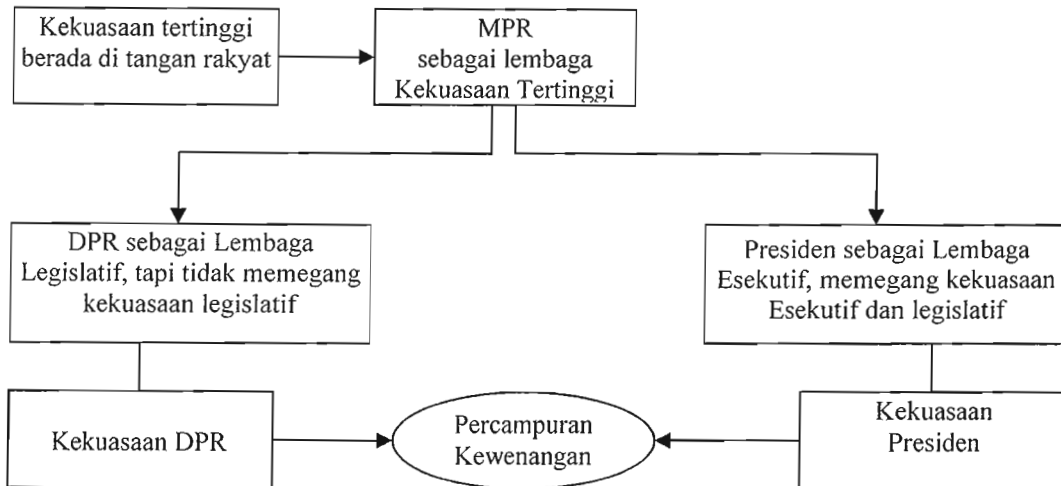 Kekuasaan tertinggi
berada di tangan rakyat
MPR
sebagai lembaga
Kekuasaan Tertinggi
DPR sebagai Lembaga
Legislatif, tapi tidak memegang
kekuasaan legislatif
Presiden sebagai Lembaga
Esekutif, memegang kekuasaan
Esekutif dan legislatif
Kekuasaan DPR
Percampuran
Kewenangan
Kekuasaan
Presiden